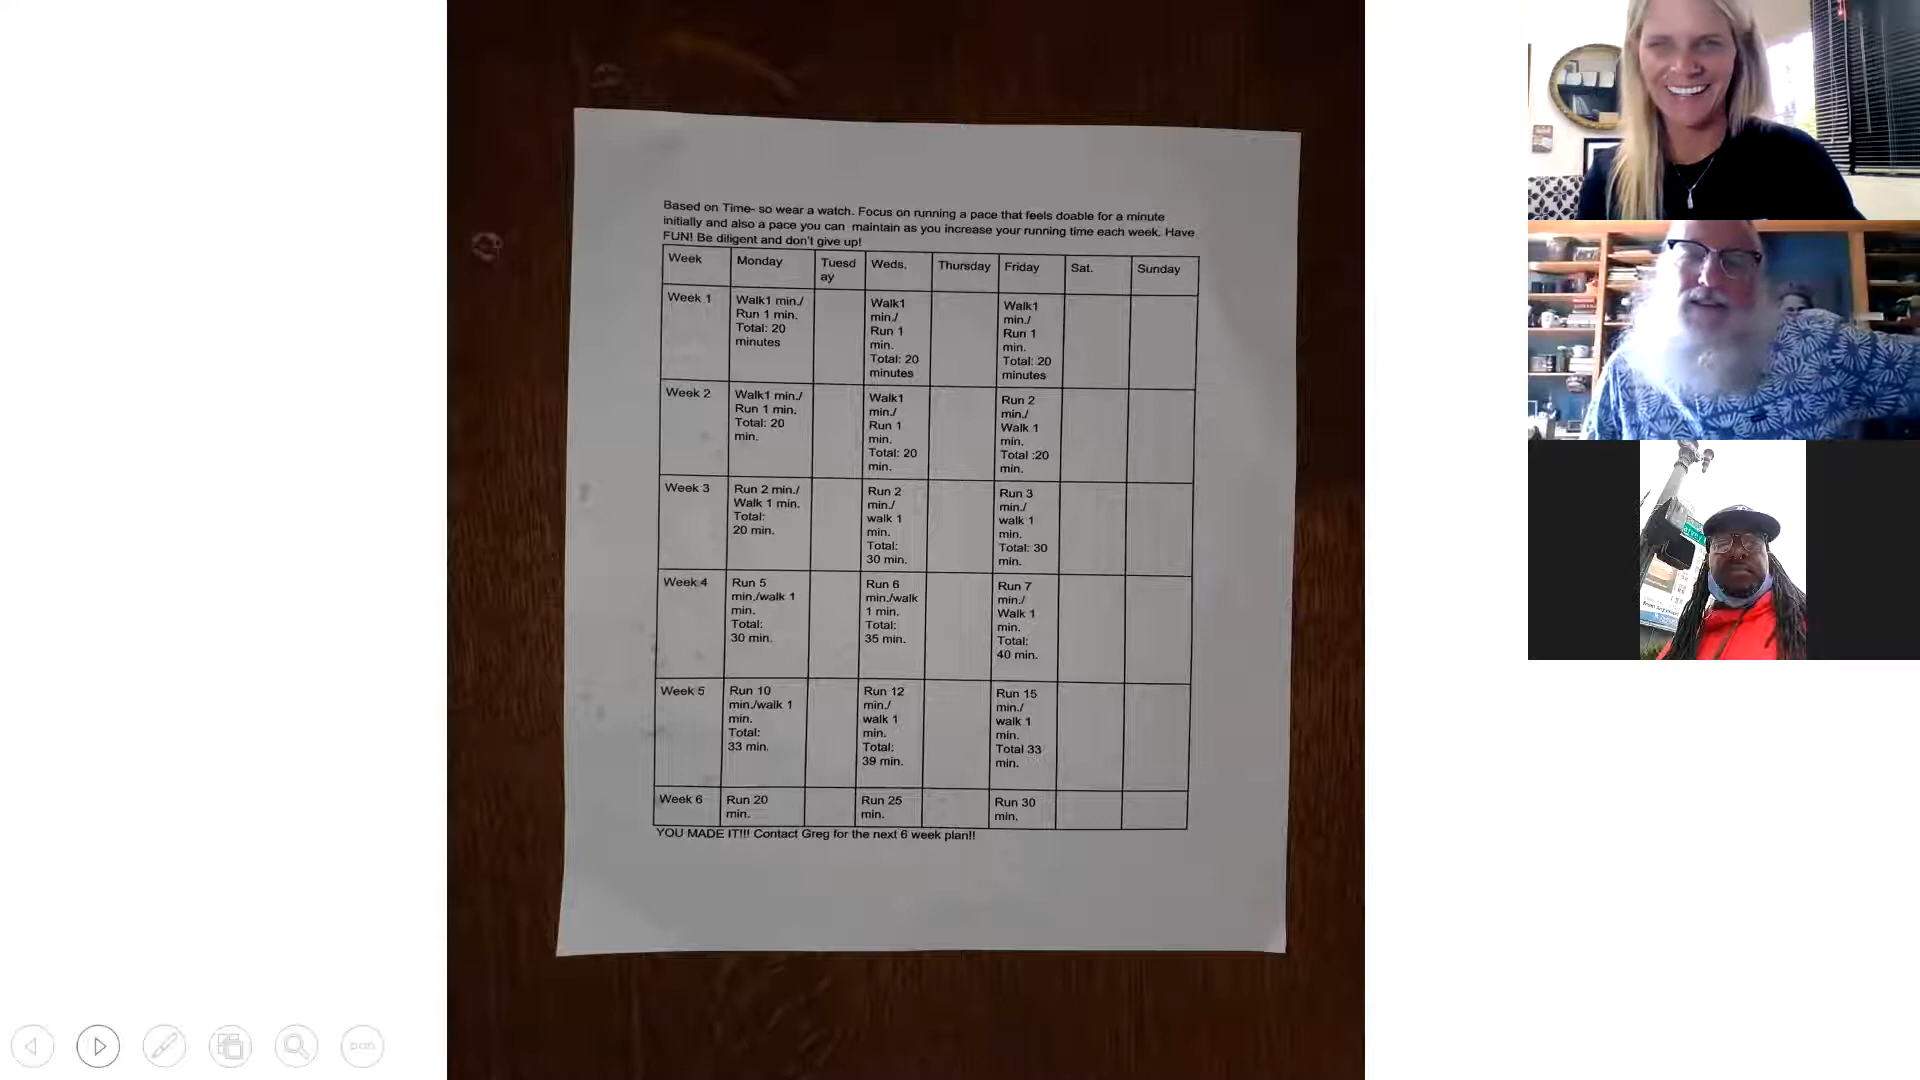 Based on Time- so wear a watch. Focus on running a pace that feels doable for a minute
initially and also a pace you can maintain as you increase your running time each week. Have
FUN! Be diligent and don't give up!
Week Monday Tuesd Weds. Thursday Friday Sat. Sunday
ay
Week 1
Walk1 min./
Run 1 min.
Total: 20
minutes
Walk1
min./
Run 1
min.
Total: 20
minutes
Walk1
min./
Run 1
min.
Total: 20
minutes
Week 2
Walk1 min./
Run 1 min.
Total: 20
min.
Walk1
min./
Run 1
min.
Total: 20
min.
Run 2
min./
Walk 1
min.
Total :20
min.
Week 3
Run 2 min./
Walk 1 min.
Total:
20 min.
Run 2
min./
walk 1
min.
Total:
30 min.
Run 3
min./
walk 1
min.
Total: 30
min.
Week 4
Run 5
min./walk 1
min.
Total:
30 min.
Run 6
min./walk
1 min.
Total:
35 min.
Run 7
min./
Walk 1
min.
Total:
40 min.
Week 5
Run 10
min./walk 1
min.
Total:
33 min.
Run 12
min./
walk 1
min.
Total:
39 min.
Run 15
min./
walk 1
min.
Total 33
min.
Week 6
Run 20
min.
Run 25
min.
Run 30
min.
YOU MADE IT!!! Contact Greg for the next 6 week plan!!